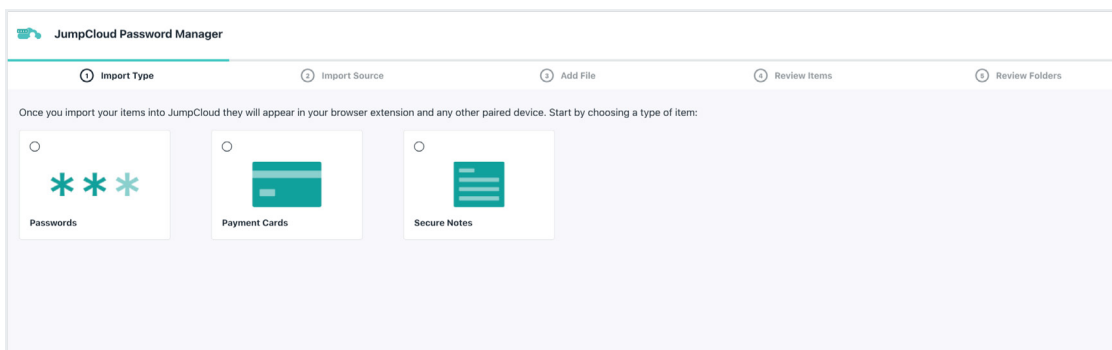 JumpCloud Password Manager
1 Import Type
2 Import Source
3 Add File
4 Review Items
5 Review Folders
Once you import your items into JumpCloud they will appear in your browser extension and any other paired device. Start by choosing a type of item:
Passwords
Payment Cards
Secure Notes